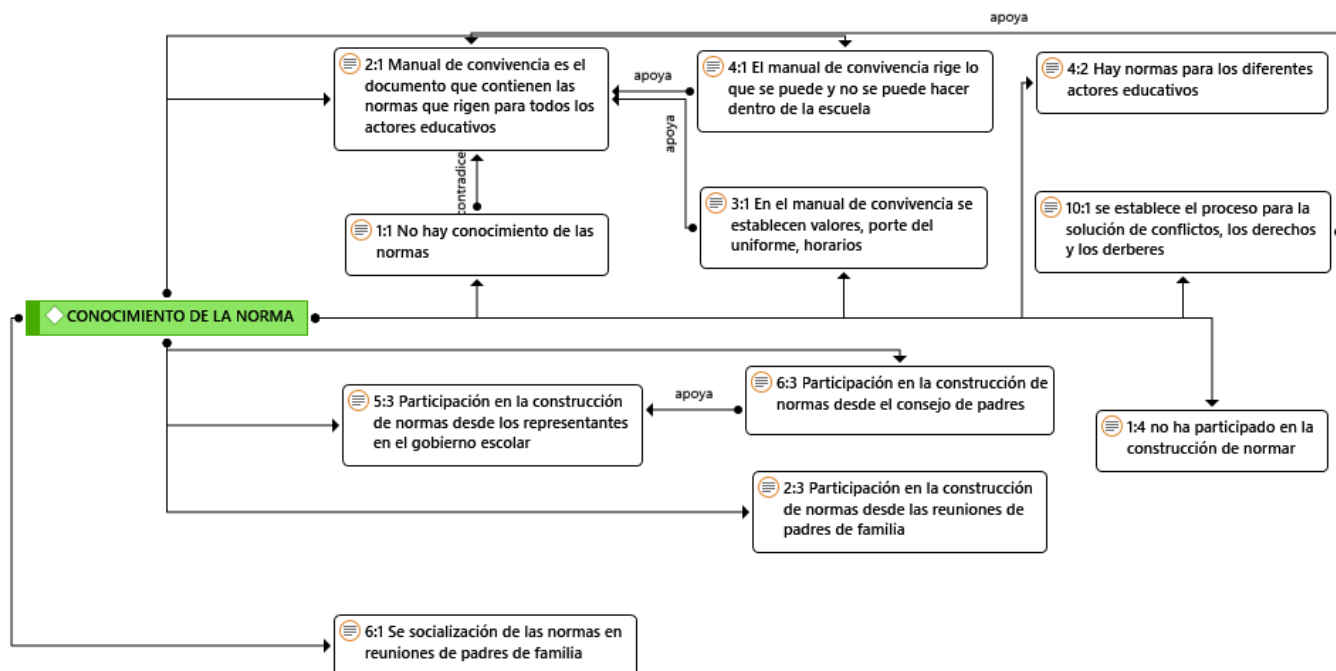 apoya
2:1 Manual de convivencia es el
documento que contienen las
normas que rigen para todos los
actores educativos
apoya
4:1 El manual de convivencia rige lo
que se puede y no se puede hacer
dentro de la escuela
4:2 Hay normas para los diferentes
actores educativos
apoya
contradice
1:1 No hay conocimiento de las
normas
3:1 En el manual de convivencia se
establecen valores, porte del
uniforme, horarios
10:1 se establece el proceso para la
solución de conflictos, los derechos
y los derberes
CONOCIMIENTO DE LA NORMA
5:3 Participación en la construcción
de normas desde los representantes
en el gobierno escolar
apoya
6:3 Participación en la construcción de
normas desde el consejo de padres
1:4 no ha participado en la
construcción de normar
2:3 Participación en la construcción
de normas desde las reuniones de
padres de familia
6:1 Se socialización de las normas en
reuniones de padres de familia